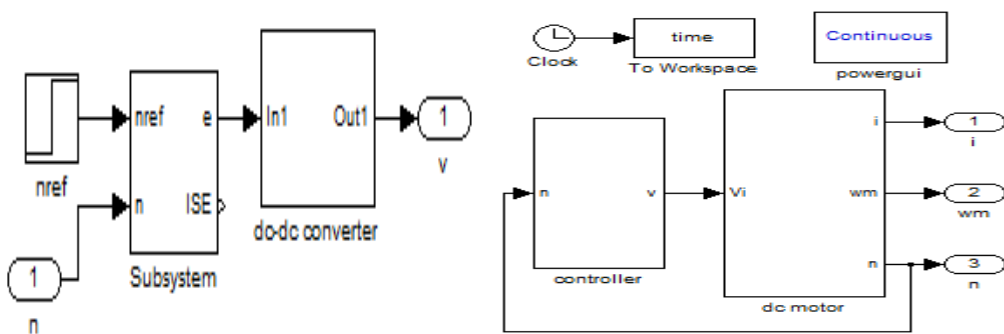 nref
e
In1
Out1
1
v
nref
n
ISE
dc-dc converter
1
Subsystem
n
Clock
time
To Workspace
Continuous
powergui
n
v
controller
Vi
i
wm
n
dc motor
1
i
2
wm
3
n